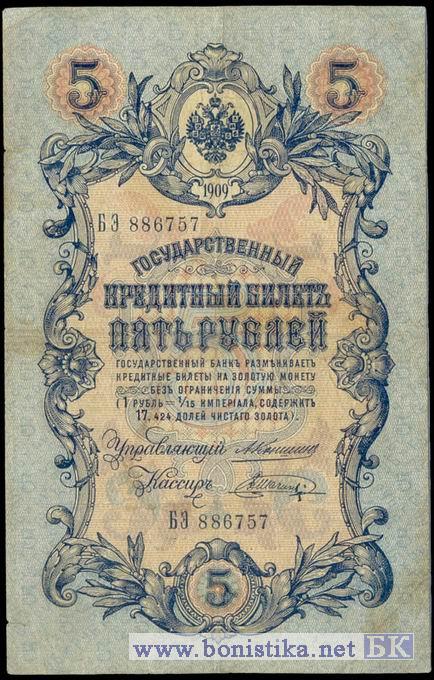 5 5
1909
БЭ 886757
ГОСУДАРСТВЕННЫЙ
КРЕДИТНЫЙ БИЛЕТЪ
ПЯТЬ РУБЛЕЙ
ГОСУДАРСТВЕННЫЙ БАНКЪ РАЗМѢНИВАЕТЪ
КРЕДИТНЫЕ БИЛЕТЫ НА ЗОЛОТУЮ МОНЕТУ
БЕЗЪ ОГРАНИЧЕНІЯ СУММЫ
(1 РУБЛЬ = 1/15 ИМПЕРІАЛА, СОДЕРЖИТЪ
17,424 ДОЛЕЙ ЧИСТАГО ЗОЛОТА).
Управляющій
Кассиръ
БЭ 886757
5
www.bonistika.net БК